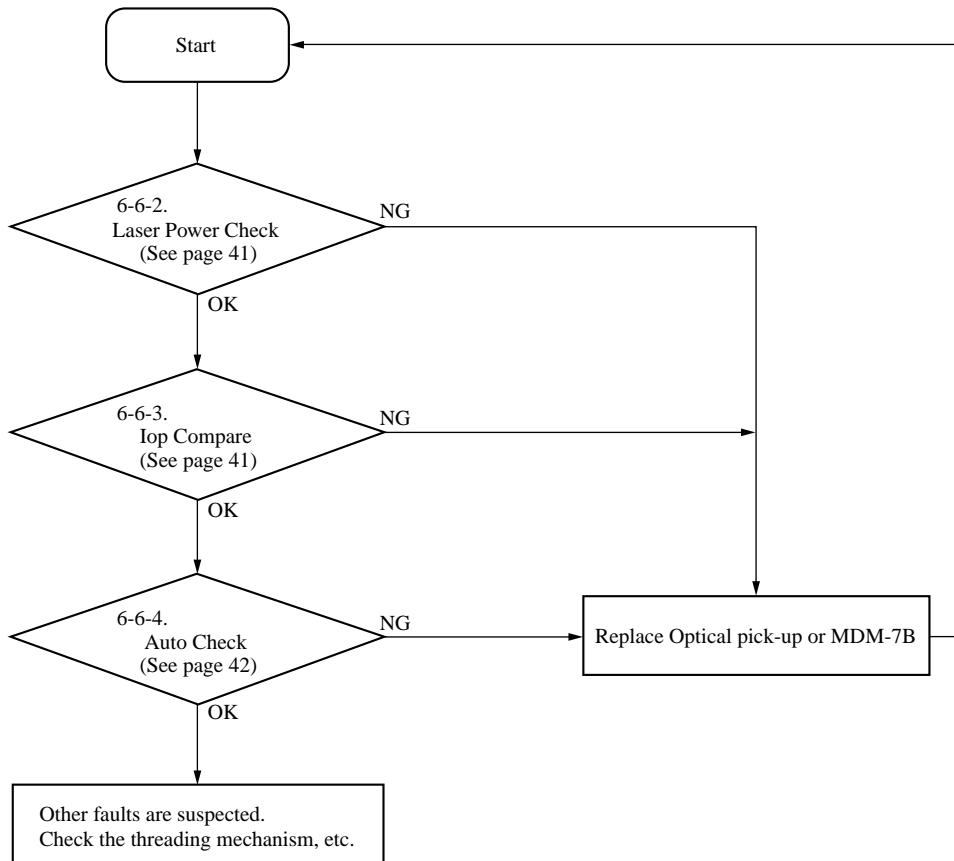 Start
6-6-2.
Laser Power Check
(See page 41)
NG
OK
6-6-3.
Iop Compare
(See page 41)
NG
OK
6-6-4.
Auto Check
(See page 42)
NG
OK
Replace Optical pick-up or MDM-7B
Other faults are suspected.
Check the threading mechanism, etc.